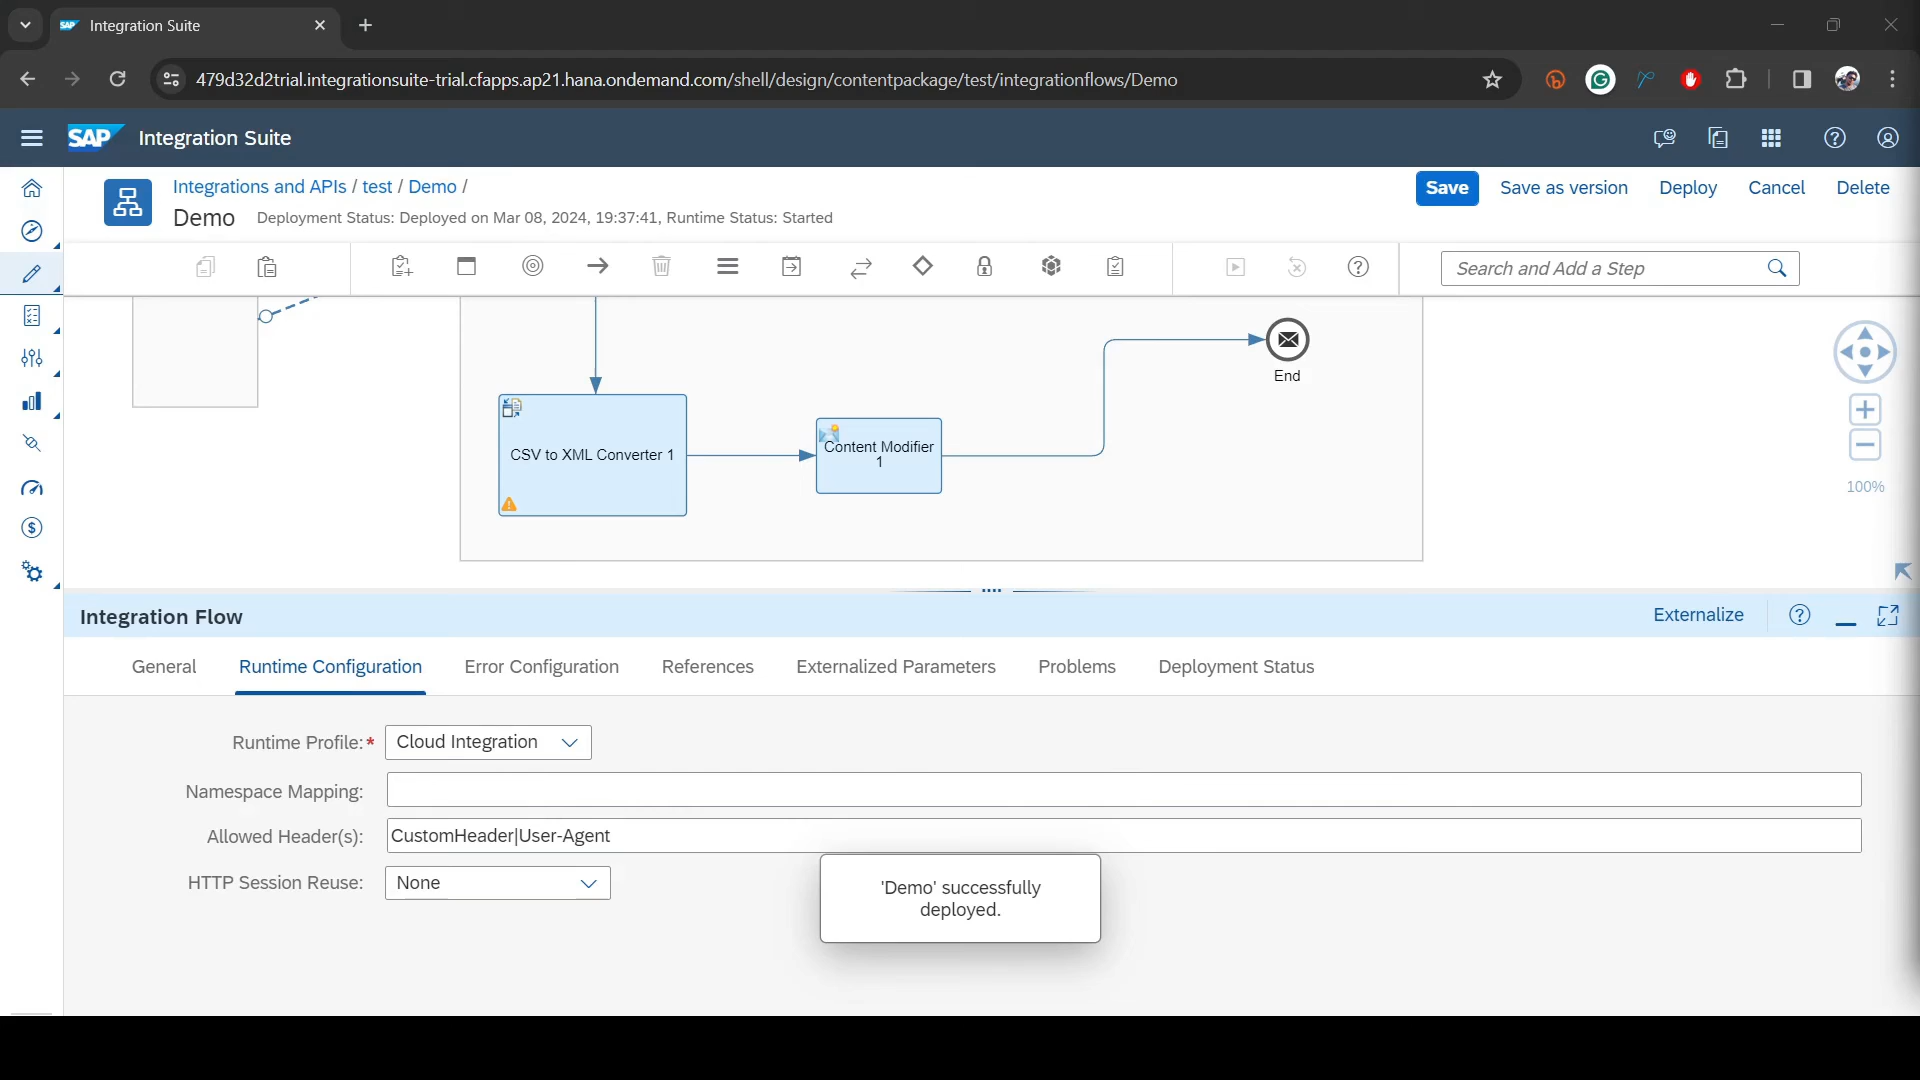 Integration Suite
479d32d2trial.integrationsuite-trial.cfapps.ap21.hana.ondemand.com/shell/design/contentpackage/test/integrationflows/Demo
SAP Integration Suite
Integrations and APIs / test / Demo /
Save Save as version Deploy Cancel Delete
Demo Deployment Status: Deployed on Mar 08, 2024, 19:37:41, Runtime Status: Started
Search and Add a Step
End
CSV to XML Converter 1
Content Modifier
1
100%
Integration Flow
Externalize
General Runtime Configuration Error Configuration References Externalized Parameters Problems Deployment Status
Runtime Profile:* Cloud Integration
Namespace Mapping:
Allowed Header(s): CustomHeader|User-Agent
HTTP Session Reuse: None
'Demo' successfully
deployed.